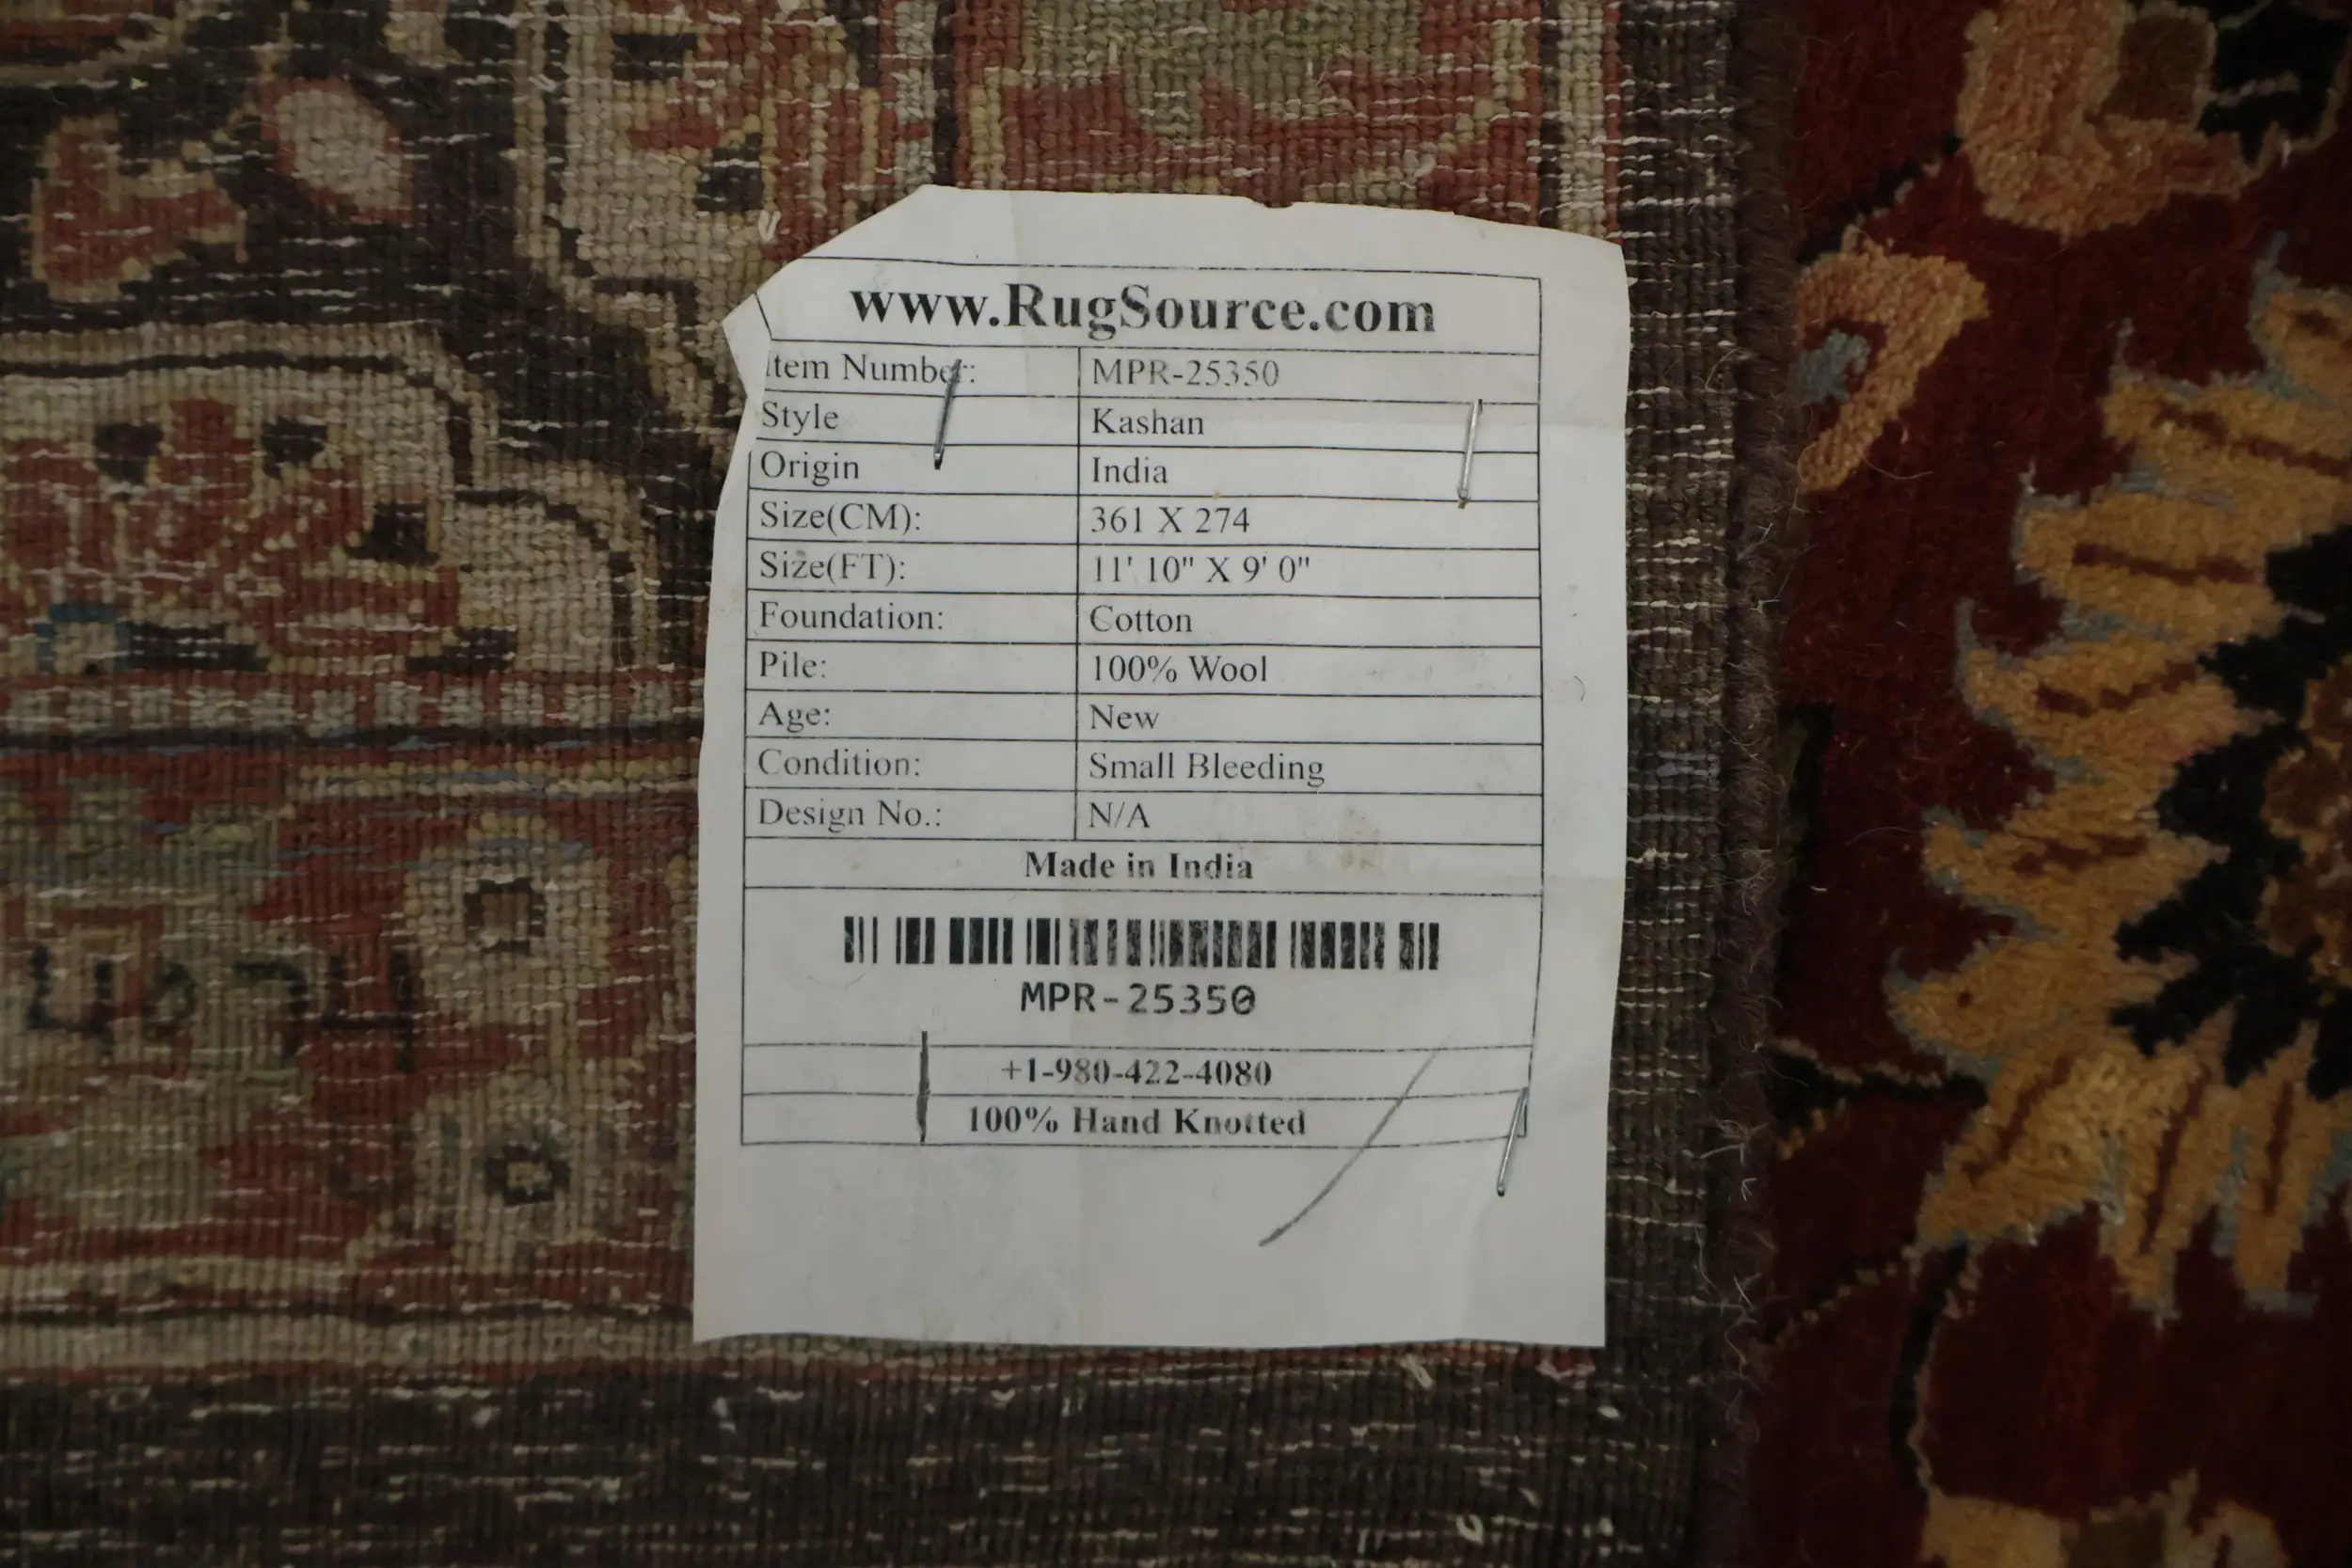 www.RugSource.com
Item Number: MPR-25350
Style Kashan
Origin India
Size(CM): 361 X 274
Size(FT): 11' 10" X 9' 0"
Foundation: Cotton
Pile: 100% Wool
Age: New
Condition: Small Bleeding
Design No.: N/A
Made in India
MPR-25350
+1-980-422-4080
100% Hand Knotted